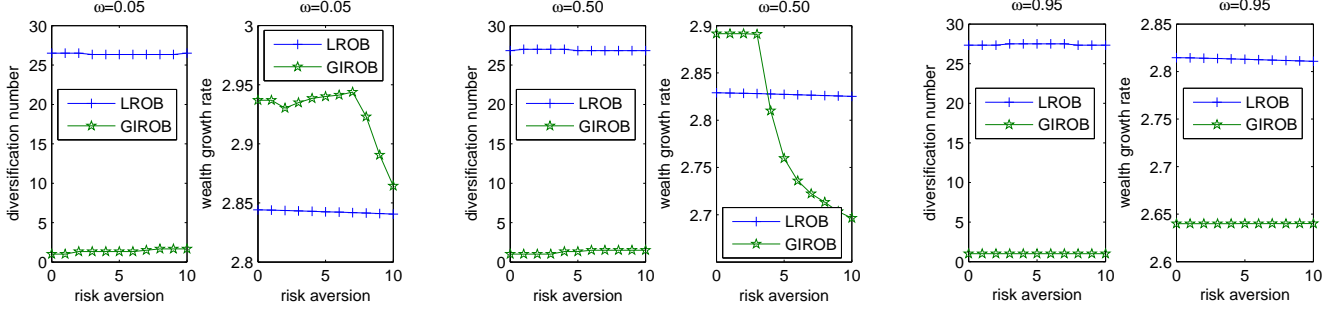 ω=0.05
30
25
20
15
10
5
0
0
5
10
diversification number
risk aversion
LROB
GIROB
ω=0.05
3
2.95
2.9
2.85
2.8
0
5
10
wealth growth rate
risk aversion
LROB
GIROB
ω=0.50
30
25
20
15
10
5
0
0
5
10
diversification number
risk aversion
LROB
GIROB
ω=0.50
2.9
2.8
2.7
0
5
10
wealth growth rate
risk aversion
LROB
GIROB
ω=0.95
30
25
20
15
10
5
0
0
5
10
diversification number
risk aversion
LROB
GIROB
ω=0.95
2.85
2.8
2.75
2.7
2.65
2.6
0
5
10
wealth growth rate
risk aversion
LROB
GIROB